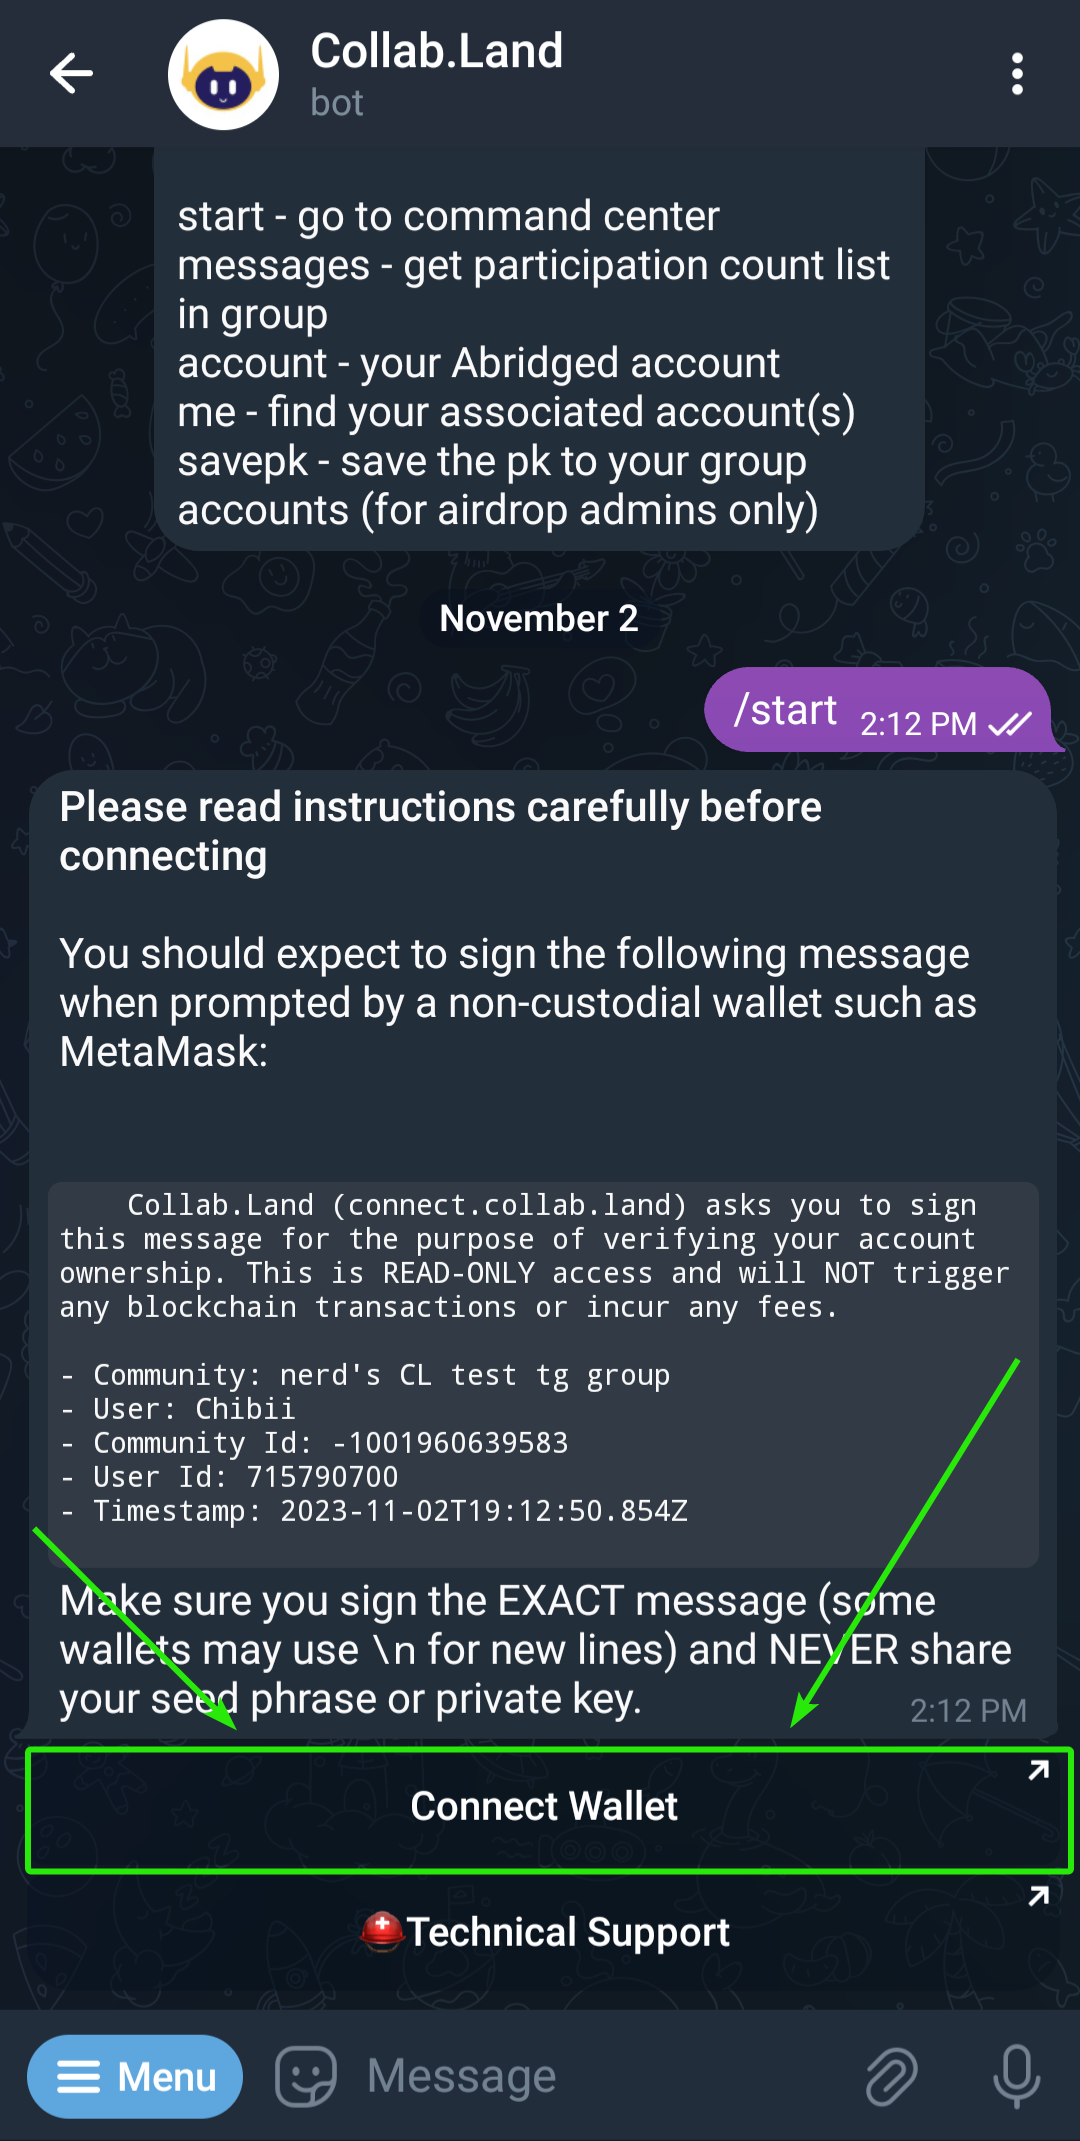 Collab.Land
bot
start - go to command center
messages - get participation count list
in group
account - your Abridged account
me - find your associated account(s)
savepk - save the pk to your group
accounts (for airdrop admins only)
November 2
/start 2:12 PM
Please read instructions carefully before
connecting
You should expect to sign the following message
when prompted by a non-custodial wallet such as
MetaMask:
Collab.Land (connect.collab.land) asks you to sign
this message for the purpose of verifying your account
ownership. This is READ-ONLY access and will NOT trigger
any blockchain transactions or incur any fees.
- Community: nerd's CL test tg group
- User: Chibii
- Community Id: -1001960639583
- User Id: 715790700
- Timestamp: 2023-11-02T19:12:50.854Z
Make sure you sign the EXACT message (some
wallets may use \n for new lines) and NEVER share
your seed phrase or private key.
2:12 PM
Connect Wallet
Technical Support
Menu
Message